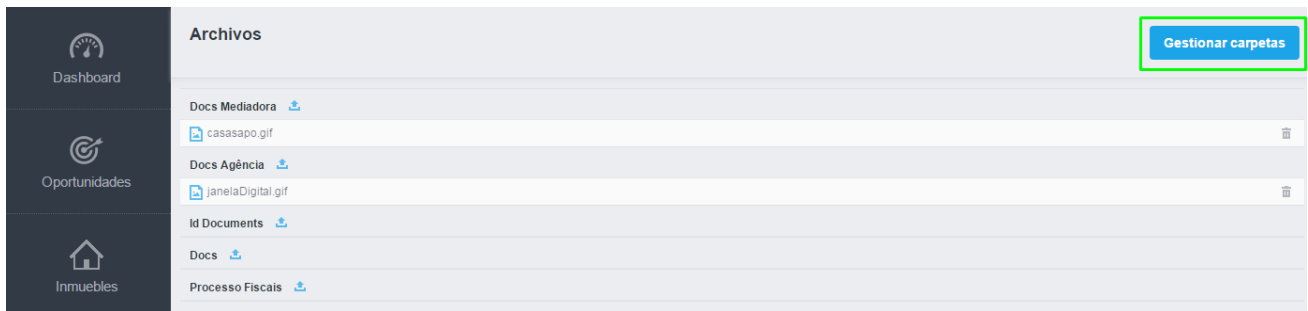 Archivos
Gestionar carpetas
Dashboard
Docs Mediadora
casasapo.gif
Docs Agência
Oportunidades
janelaDigital.gif
Id Documents
Docs
Inmuebles
Processo Fiscais